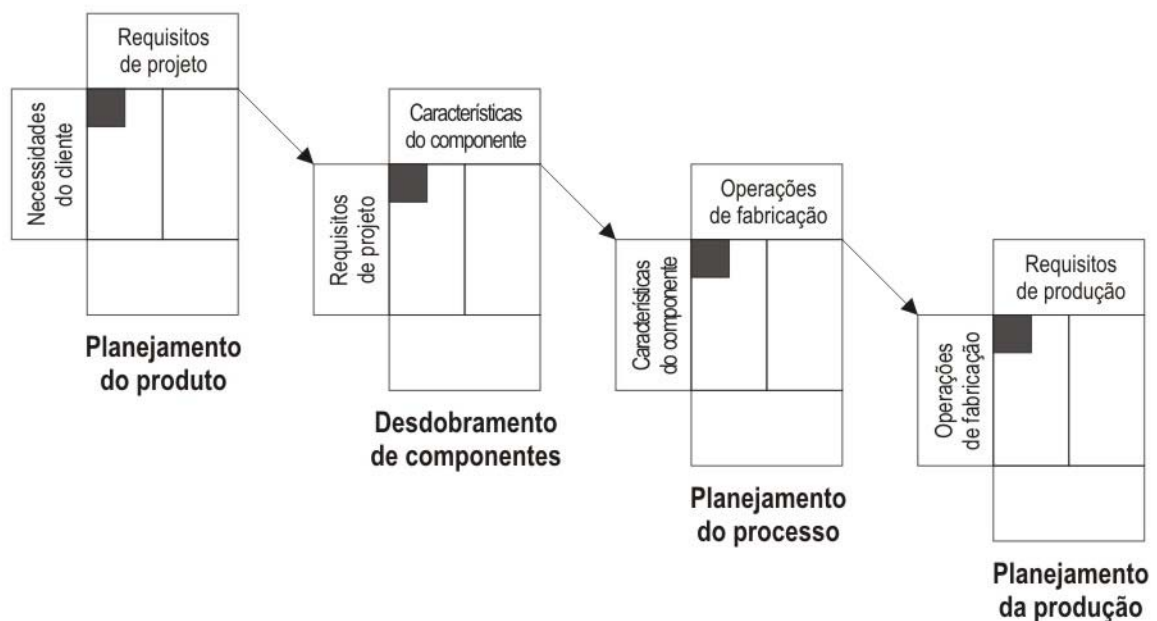 Requisitos
de projeto
Necessidades
do cliente
Planejamento
do produto
Características
do componente
Requisitos
de projeto
Desdobramento
de componentes
Operações
de fabricação
Características
do componente
Planejamento
do processo
Requisitos
de produção
Operações
de fabricação
Planejamento
da produção